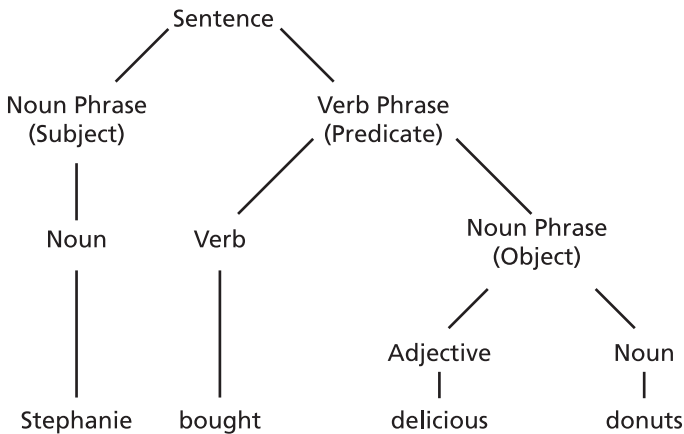 Sentence
Noun Phrase
(Subject)
Verb Phrase
(Predicate)
Noun
Verb
Noun Phrase
(Object)
Adjective
Noun
Stephanie
bought
delicious
donuts